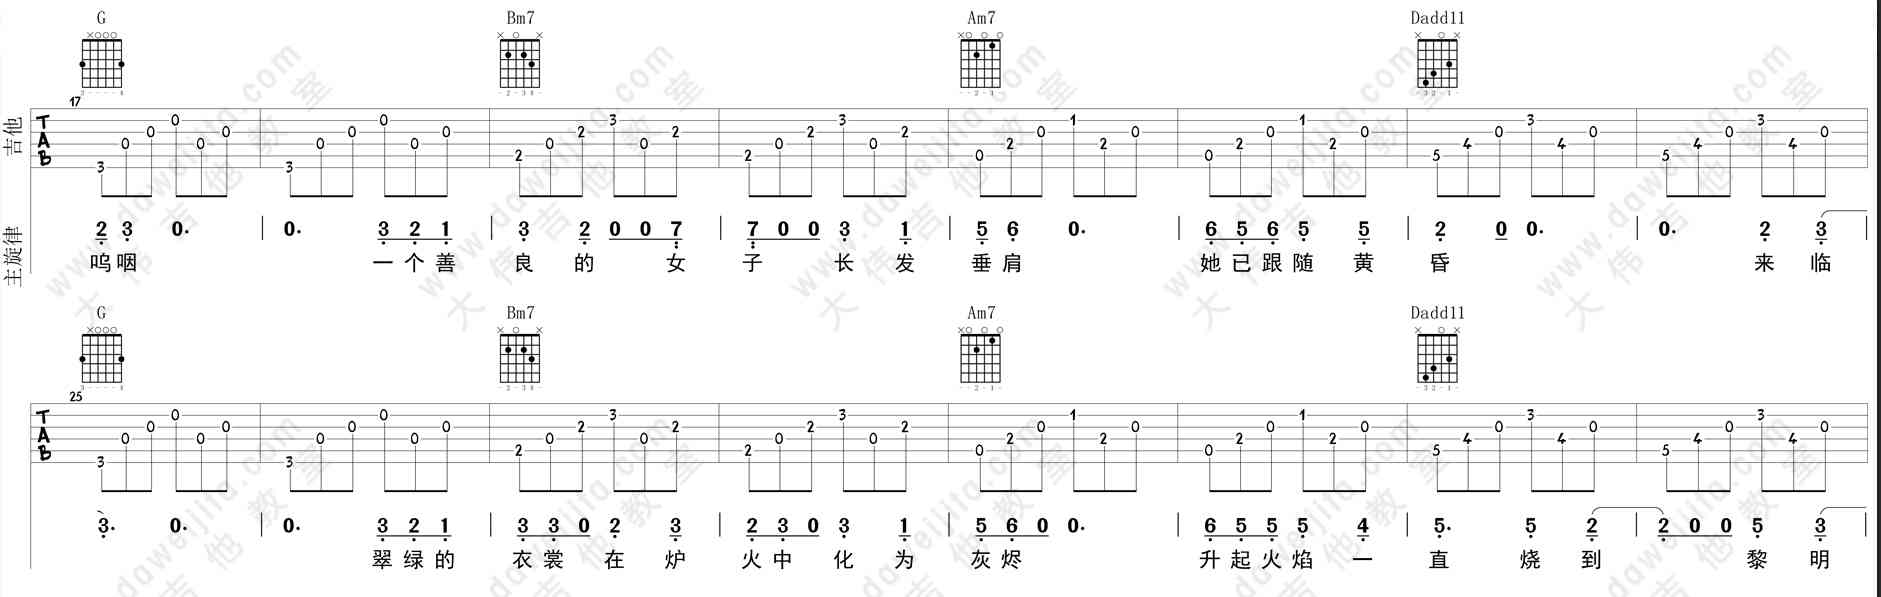 G Bm7 Am7 Dadd11
17
吉他 TAB 3 0 0 0 0 0 3 0 0 0 0 0 2 0 2 3 0 2 2 0 2 3 0 2 0 2 0 1 2 0 0 2 0 1 2 0 5 4 0 3 4 0 5 4 0 3 4 0
主旋律 2 3 0. | 0. 3 2 1 | 3 2 0 0 7 | 7 0 0 3 1 | 5 6 0. | 6 5 6 5 5 | 2 0 0. | 0. 2 3 |
呜咽 一个善良的女子长发垂肩 她已跟随黄昏 来临
G Bm7 Am7 Dadd11
25
TAB 3 0 0 0 0 0 3 0 0 0 0 0 2 0 2 3 0 2 2 0 2 3 0 2 0 2 0 1 2 0 0 2 0 1 2 0 5 4 0 3 4 0 5 4 0 3 4 0
3. 0. | 0. 3 2 1 | 3 3 0 2 3 | 2 3 0 3 1 | 5 6 0 0. | 6 5 5 5 4 | 5. 5 2 | 2 0 0 5 3 |
翠绿的衣裳在炉火中化为灰烬 升起火焰一直烧到 黎明
www.daweijita.com
大伟吉他教室